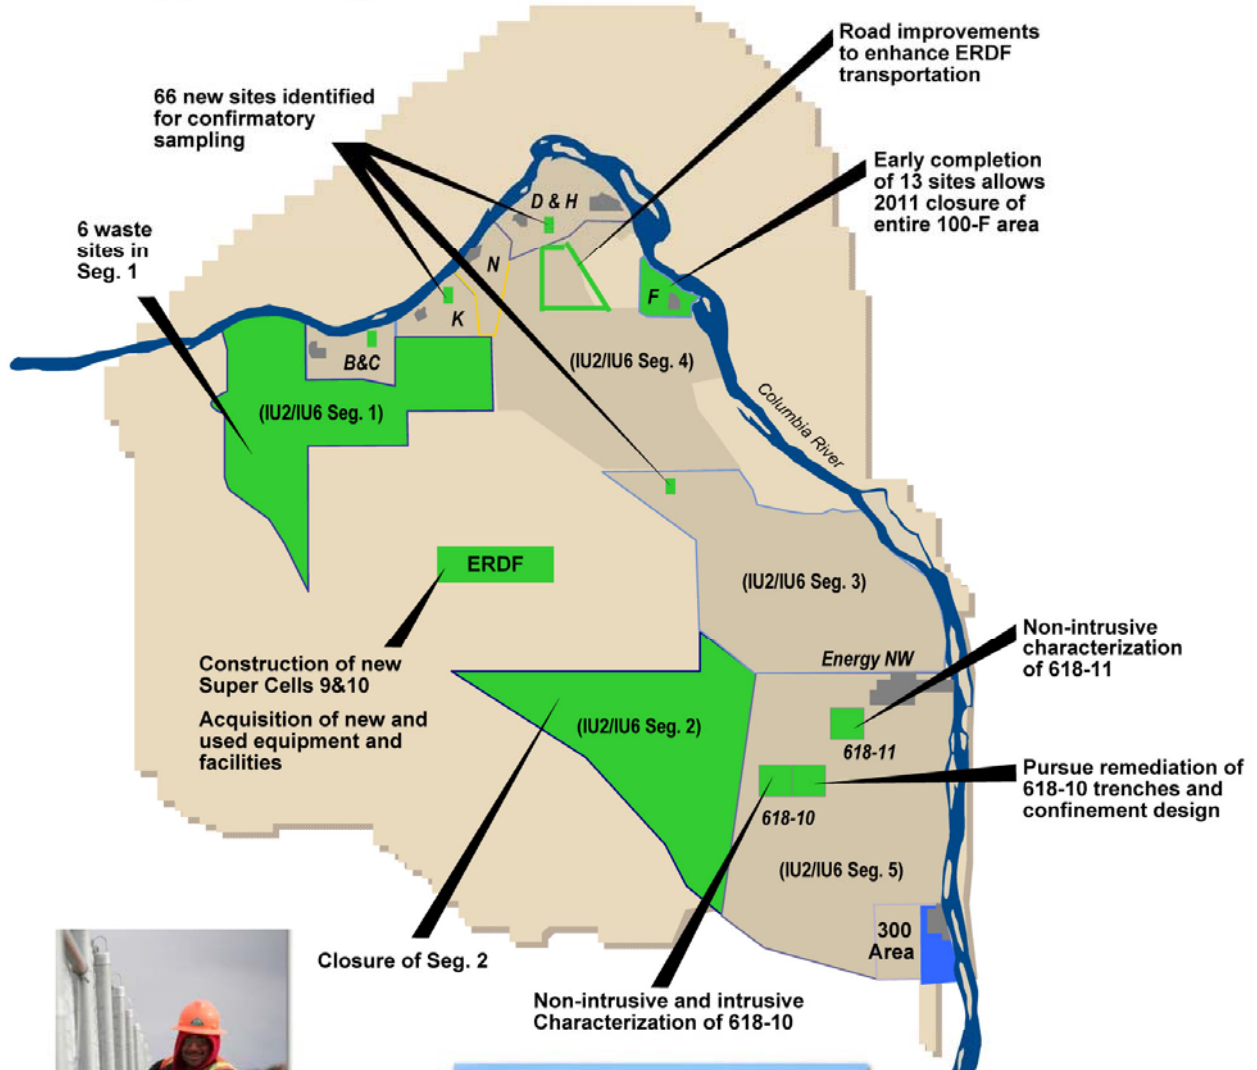 Road improvements
to enhance ERDF
transportation
66 new sites identified
for confirmatory
sampling
Early completion
of 13 sites allows
2011 closure of
entire 100-F area
6 waste
sites in
Seg. 1
D & H
N
F
K
B&C
(IU2/IU6 Seg. 4)
(IU2/IU6 Seg. 1)
Columbia River
ERDF
(IU2/IU6 Seg. 3)
Non-intrusive
characterization
of 618-11
Energy NW
Construction of new
Super Cells 9&10
Acquisition of new and
used equipment and
facilities
(IU2/IU6 Seg. 2)
618-11
Pursue remediation of
618-10 trenches and
confinement design
618-10
(IU2/IU6 Seg. 5)
300
Area
Closure of Seg. 2
Non-intrusive and intrusive
Characterization of 618-10